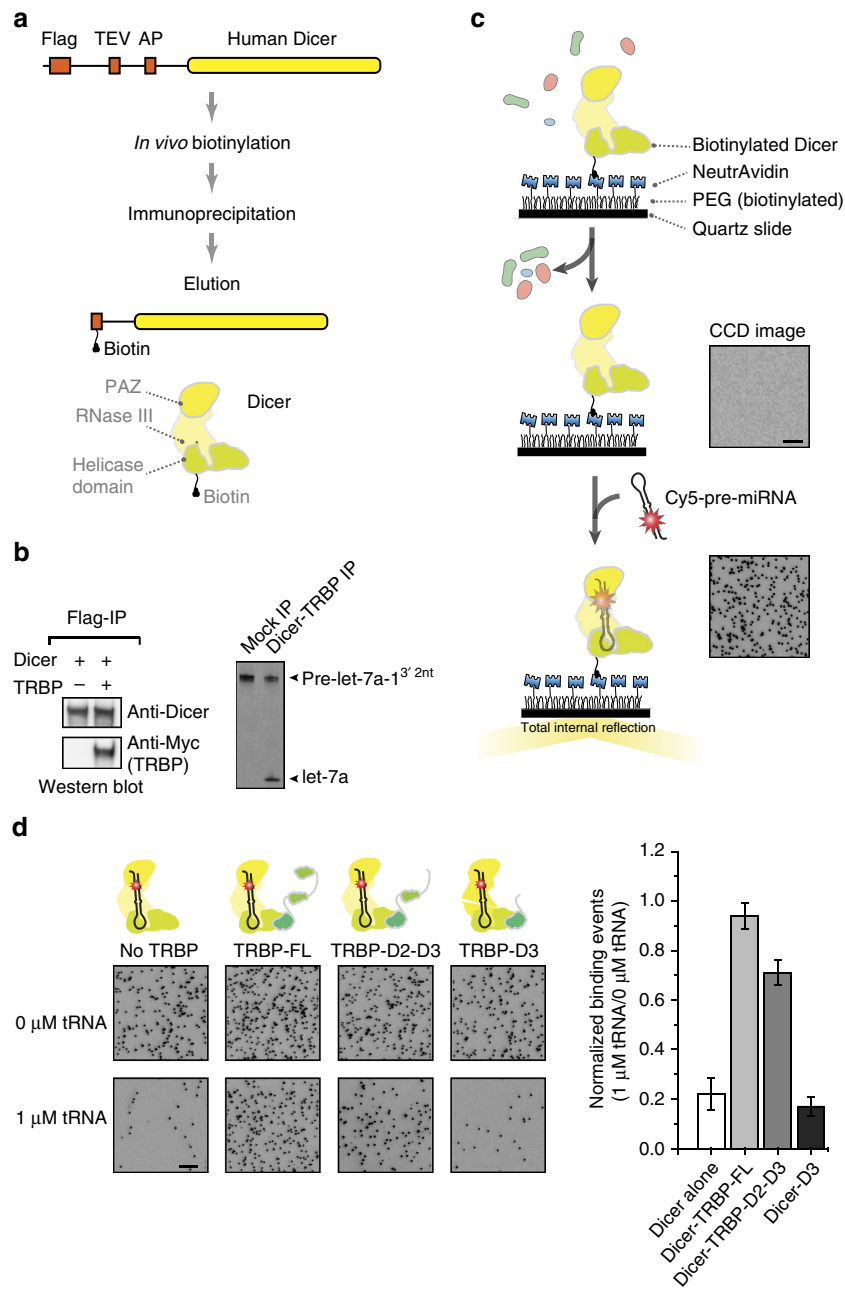 a
Flag TEV AP Human Dicer
In vivo biotinylation
Immunoprecipitation
Elution
Biotin
PAZ
Dicer
RNase III
Helicase
domain
Biotin
b
Flag-IP
Dicer + +
TRBP − +
Anti-Dicer
Anti-Myc
(TRBP)
Western blot
Mock IP
Dicer-TRBP IP
Pre-let-7a-1 3′ 2nt
let-7a
c
Biotinylated Dicer
NeutrAvidin
PEG (biotinylated)
Quartz slide
CCD image
Cy5-pre-miRNA
Total internal reflection
d
No TRBP TRBP-FL TRBP-D2-D3 TRBP-D3
0 μM tRNA
1 μM tRNA
Normalized binding events
(1 μM tRNA/0 μM tRNA)
1.2
1.0
0.8
0.6
0.4
0.2
0.0
Dicer alone
Dicer-TRBP-FL
Dicer-TRBP-D2-D3
Dicer-D3